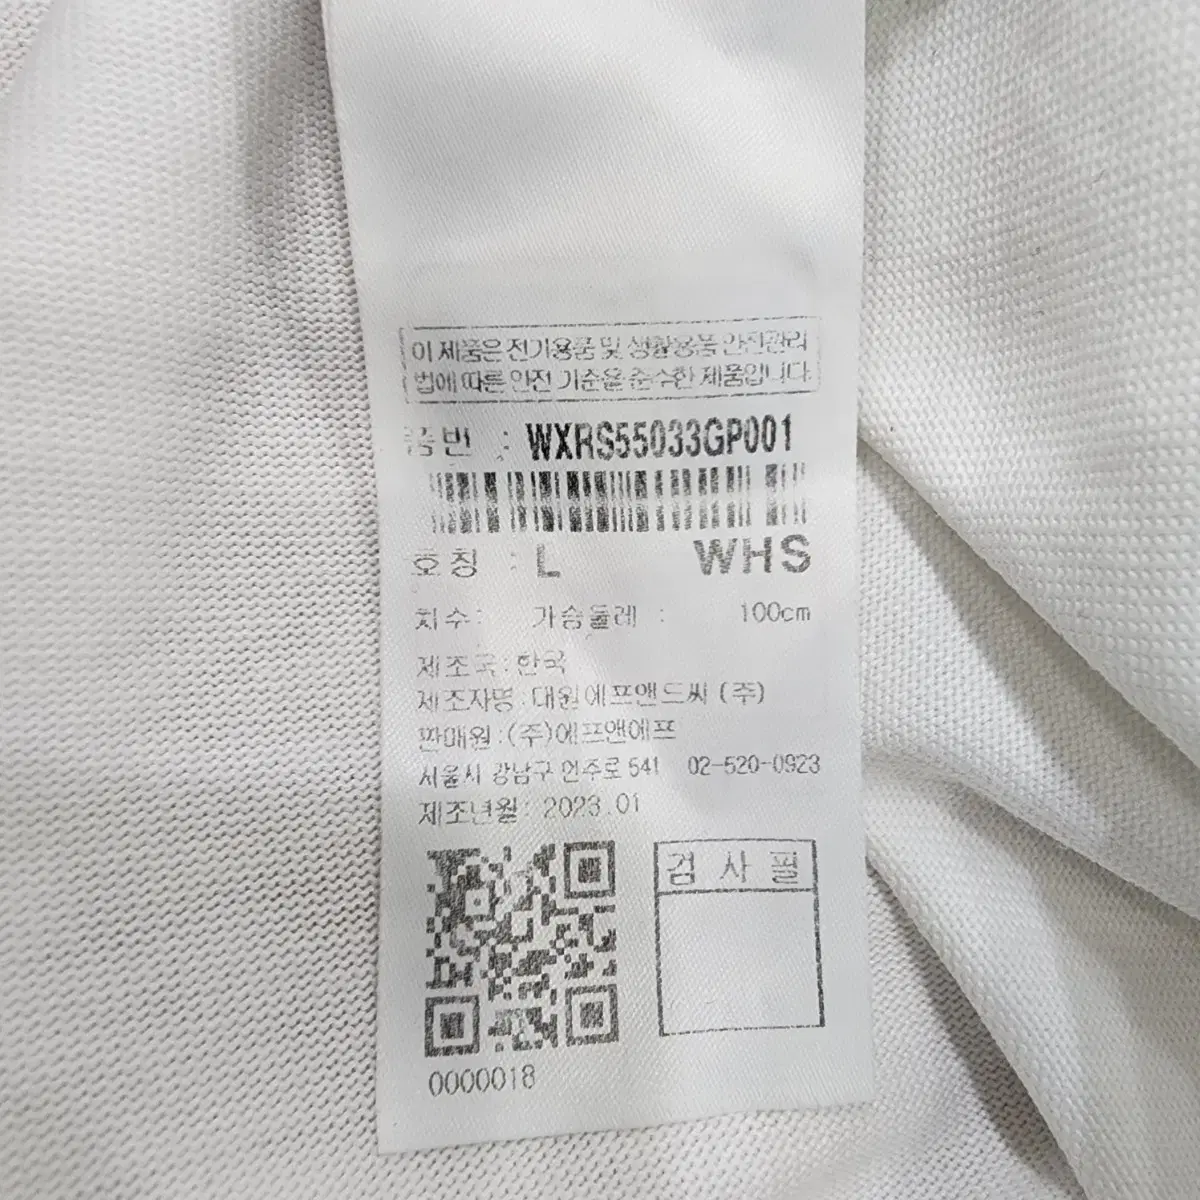 이 제품은 전기용품 및 생활용품 안전관리
법에 따른 안전 기준을 준수한 제품입니다.
품번 : WXRS55033GP001
호칭 : L WHS
치수: 가슴둘레 : 100cm
제조국:한국
제조자명:대원에프앤드씨 (주)
판매원:(주)에프앤에프
서울시 강남구 언주로 541 02-520-0923
제조년월: 2023.01
검사필
0000018